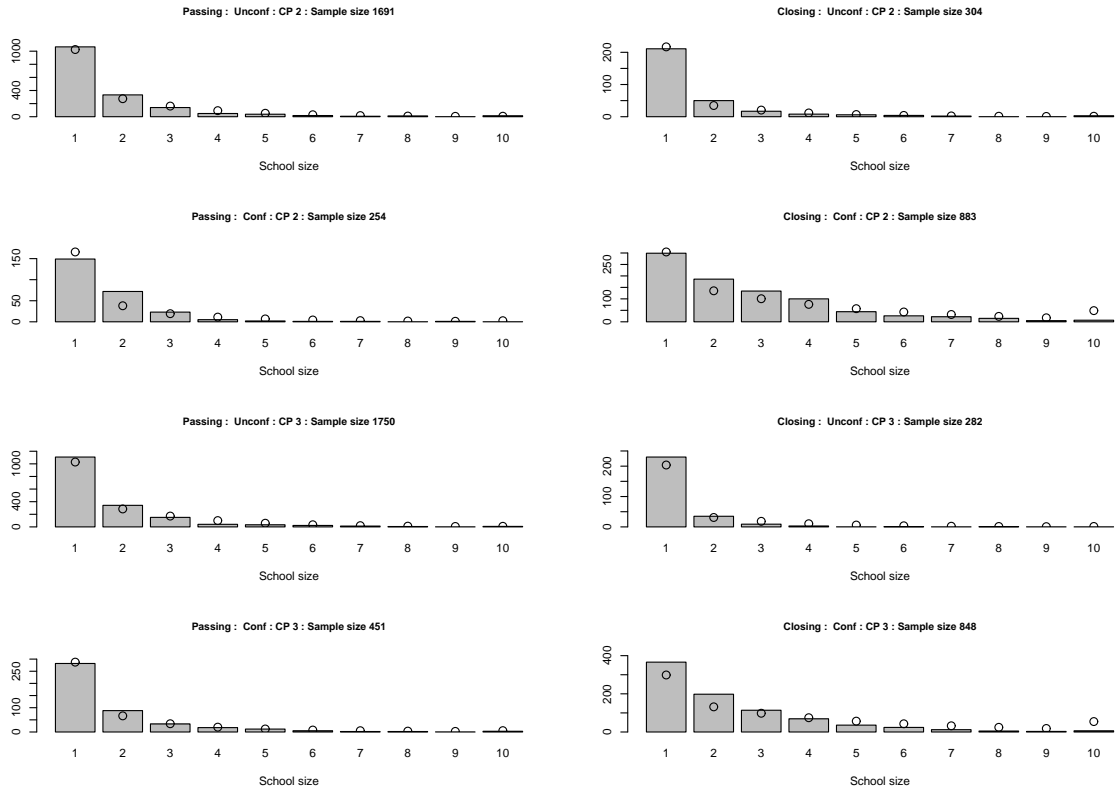 Passing : Unconf : CP 2 : Sample size 1691
0 400 1000
1 2 3 4 5 6 7 8 9 10
School size
Closing : Unconf : CP 2 : Sample size 304
0 100 200
1 2 3 4 5 6 7 8 9 10
School size
Passing : Conf : CP 2 : Sample size 254
0 50 150
1 2 3 4 5 6 7 8 9 10
School size
Closing : Conf : CP 2 : Sample size 883
0 100 250
1 2 3 4 5 6 7 8 9 10
School size
Passing : Unconf : CP 3 : Sample size 1750
0 400 1000
1 2 3 4 5 6 7 8 9 10
School size
Closing : Unconf : CP 3 : Sample size 282
0 100 200
1 2 3 4 5 6 7 8 9 10
School size
Passing : Conf : CP 3 : Sample size 451
0 100 250
1 2 3 4 5 6 7 8 9 10
School size
Closing : Conf : CP 3 : Sample size 848
0 200 400
1 2 3 4 5 6 7 8 9 10
School size